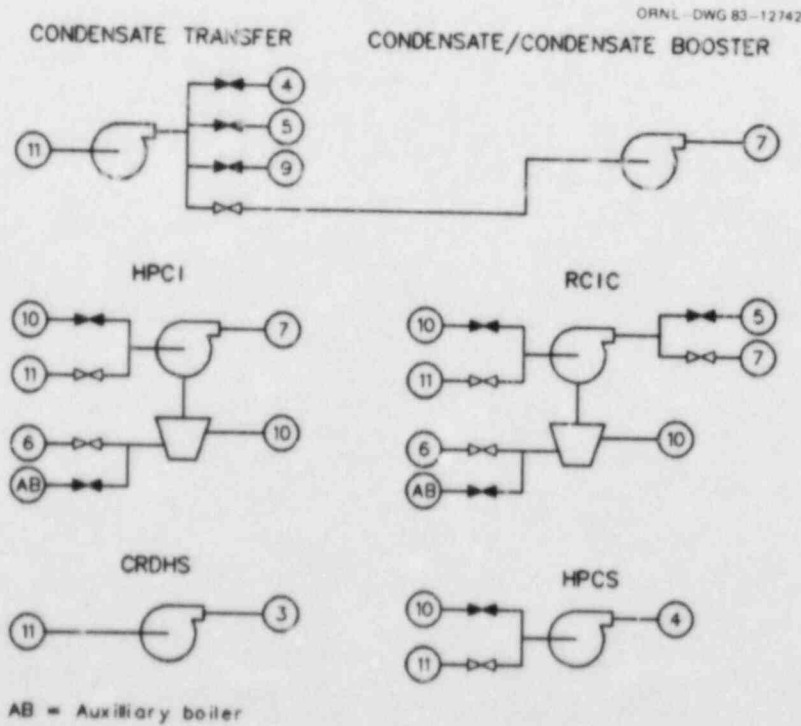 ORNL-DWG 83-12742
CONDENSATE TRANSFER
CONDENSATE/CONDENSATE BOOSTER
4
5
11
9
7
HPCI
RCIC
10
7
11
6
10
AB
10
5
11
7
6
10
AB
CRDHS
HPCS
11
3
10
4
11
AB = Auxilliary boiler